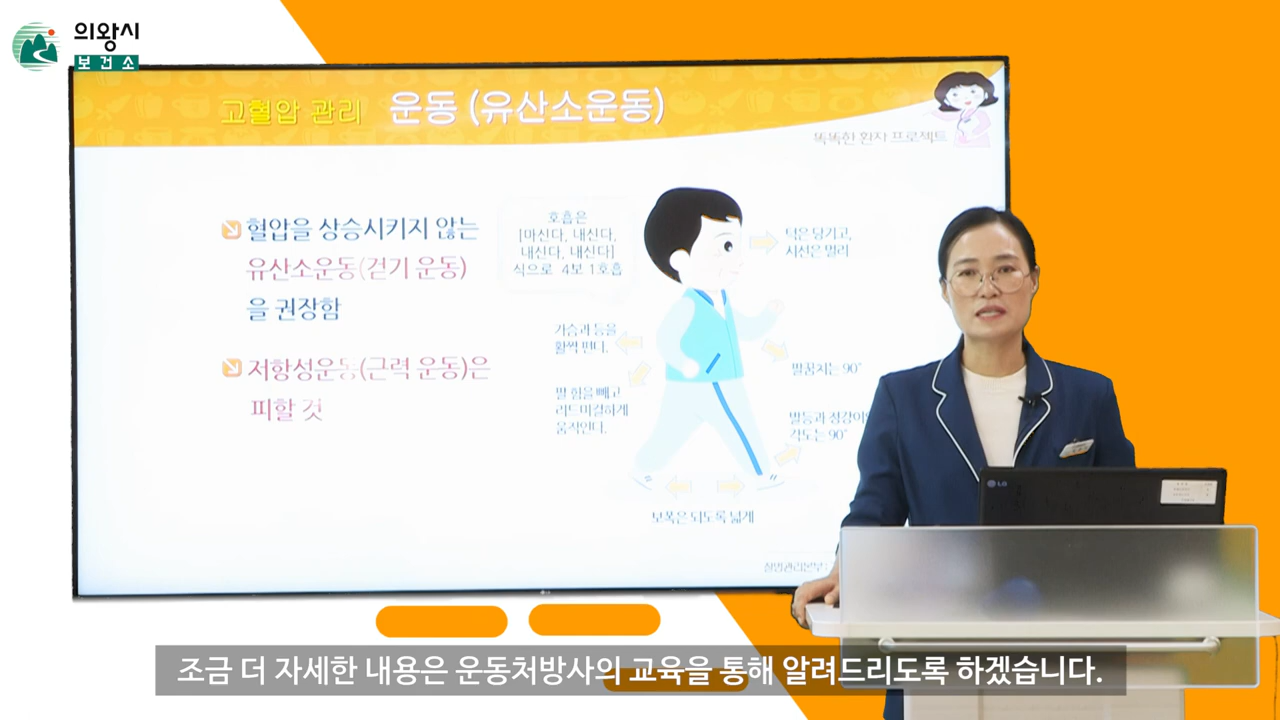 의왕시
보건소
고혈압 관리 운동 (유산소운동)
똑똑한 환자 프로젝트
혈압을 상승시키지 않는
유산소운동(걷기 운동)
을 권장함
저항성운동(근력 운동)은
피할 것
호흡은
[마신다, 내신다,
내신다, 내신다]
식으로 4보 1호흡
턱은 당기고,
시선은 멀리
가슴과 등을
활짝 편다.
팔꿈치는 90°
팔 힘을 빼고
리드미컬하게
움직인다.
발등과 정강이의
각도는 90°
보폭은 되도록 넓게
질병관리본부
LG
조금 더 자세한 내용은 운동처방사의 교육을 통해 알려드리도록 하겠습니다.